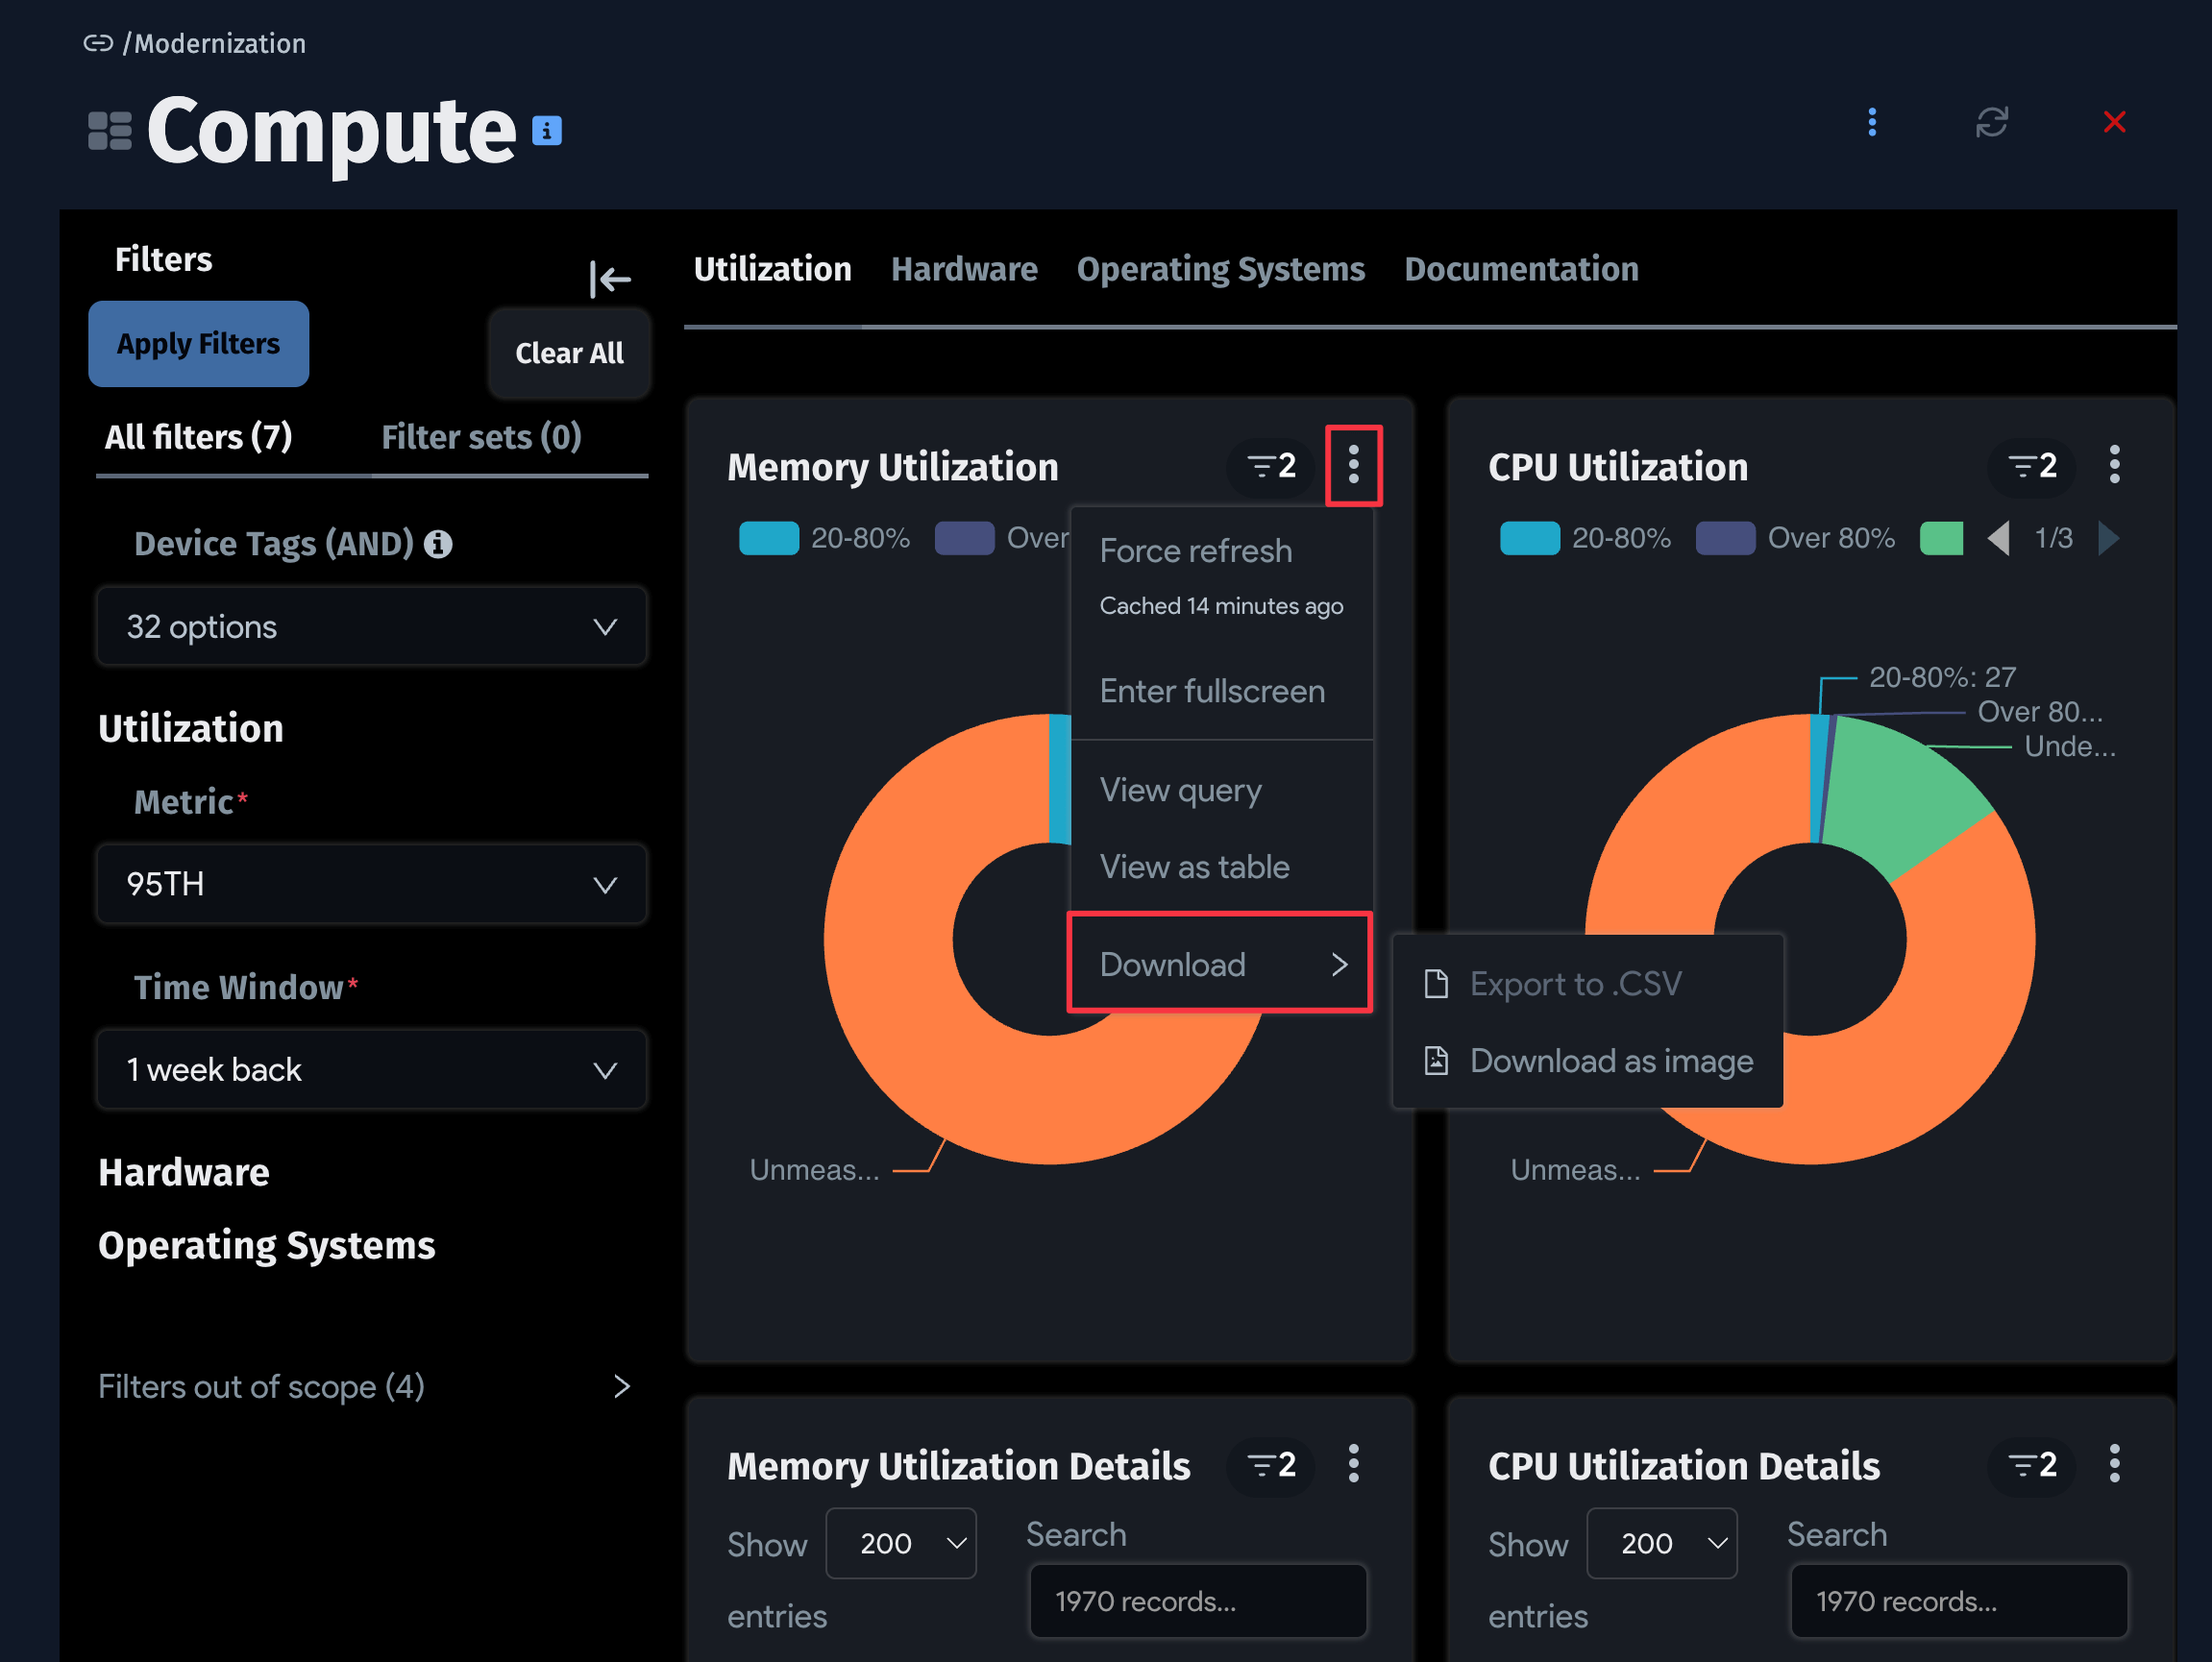 /Modernization
Compute
Filters
Apply Filters
Clear All
All filters (7)
Filter sets (0)
Device Tags (AND)
32 options
Utilization
Metric*
95TH
Time Window*
1 week back
Hardware
Operating Systems
Filters out of scope (4)
Utilization
Hardware
Operating Systems
Documentation
Memory Utilization
2
20-80%
Over
Force refresh
Cached 14 minutes ago
Enter fullscreen
View query
View as table
Download
Export to .CSV
Download as image
Unmeas...
CPU Utilization
2
20-80%
Over 80%
1/3
20-80%: 27
Over 80...
Unde...
Unmeas...
Memory Utilization Details
2
Show 200 entries
Search
1970 records...
CPU Utilization Details
2
Show 200 entries
Search
1970 records...